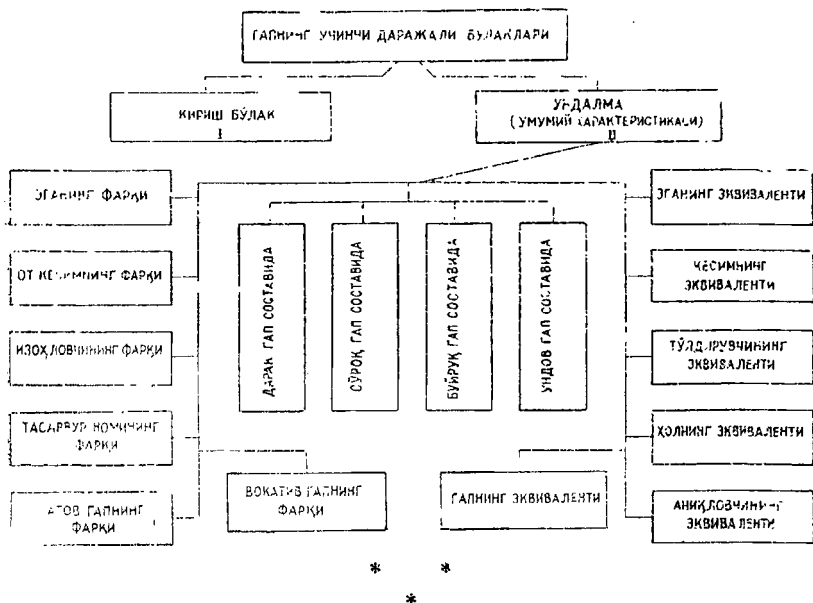 ГАПНИНГ УЧИНЧИ ДАРАЖАЛИ БУЛАКЛАРИ
КИРИШ БЎЛАК
I
УНДАЛМА
(УМУМИЙ ХАРАКТЕРИСТИКАСИ)
II
ЭГАНИНГ ФАРҚИ
ОТ КЕСИМНИНГ ФАРҚИ
ИЗОҲЛОВЧИНИНГ ФАРҚИ
ТАСАВВУР НОМИНИНГ
ФАРҚИ
АТОВ ГАПНИНГ
ФАРҚИ
ДАРАК ГАП СОСТАВИДА
СЎРОҚ ГАП СОСТАВИДА
БУЙРУҚ ГАП СОСТАВИДА
УНДОВ ГАП СОСТАВИДА
ВОКАТИВ ГАПНИНГ
ФАРҚИ
ГАПНИНГ ЭКВИВАЛЕНТИ
ЭГАНИНГ ЭКВИВАЛЕНТИ
КЕСИМНИНГ
ЭКВИВАЛЕНТИ
ТЎЛДИРУВЧИНИНГ
ЭКВИВАЛЕНТИ
ҲОЛНИНГ ЭКВИВАЛЕНТИ
АНИҚЛОВЧИНИНГ
ЭКВИВАЛЕНТИ
* *
*